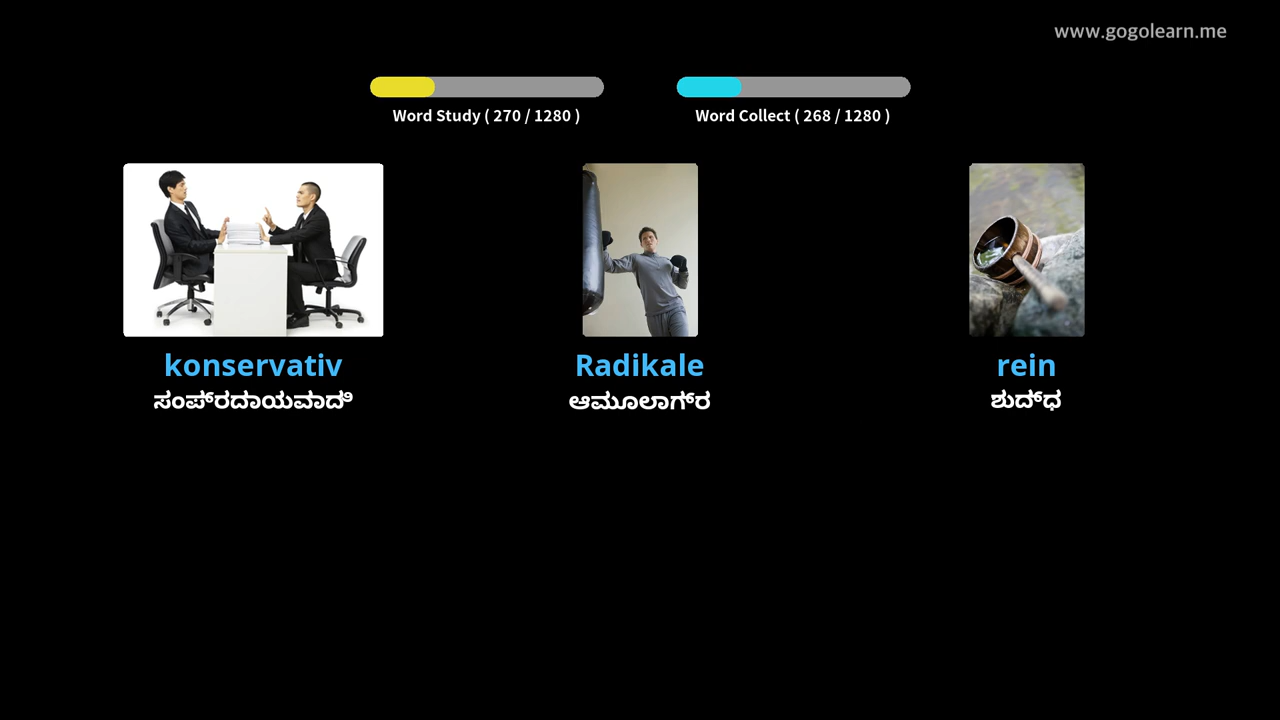 www.gogolearn.me
Word Study ( 270 / 1280 )
Word Collect ( 268 / 1280 )
konservativ
Radikale
rein
ಸಂಪ್ರದಾಯವಾದಿ
ಆಮೂಲಾಗ್ರ
ಶುದ್ಧ